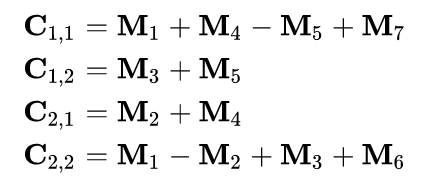 C₁,₁ = M₁ + M₄ − M₅ + M₇
C₁,₂ = M₃ + M₅
C₂,₁ = M₂ + M₄
C₂,₂ = M₁ − M₂ + M₃ + M₆